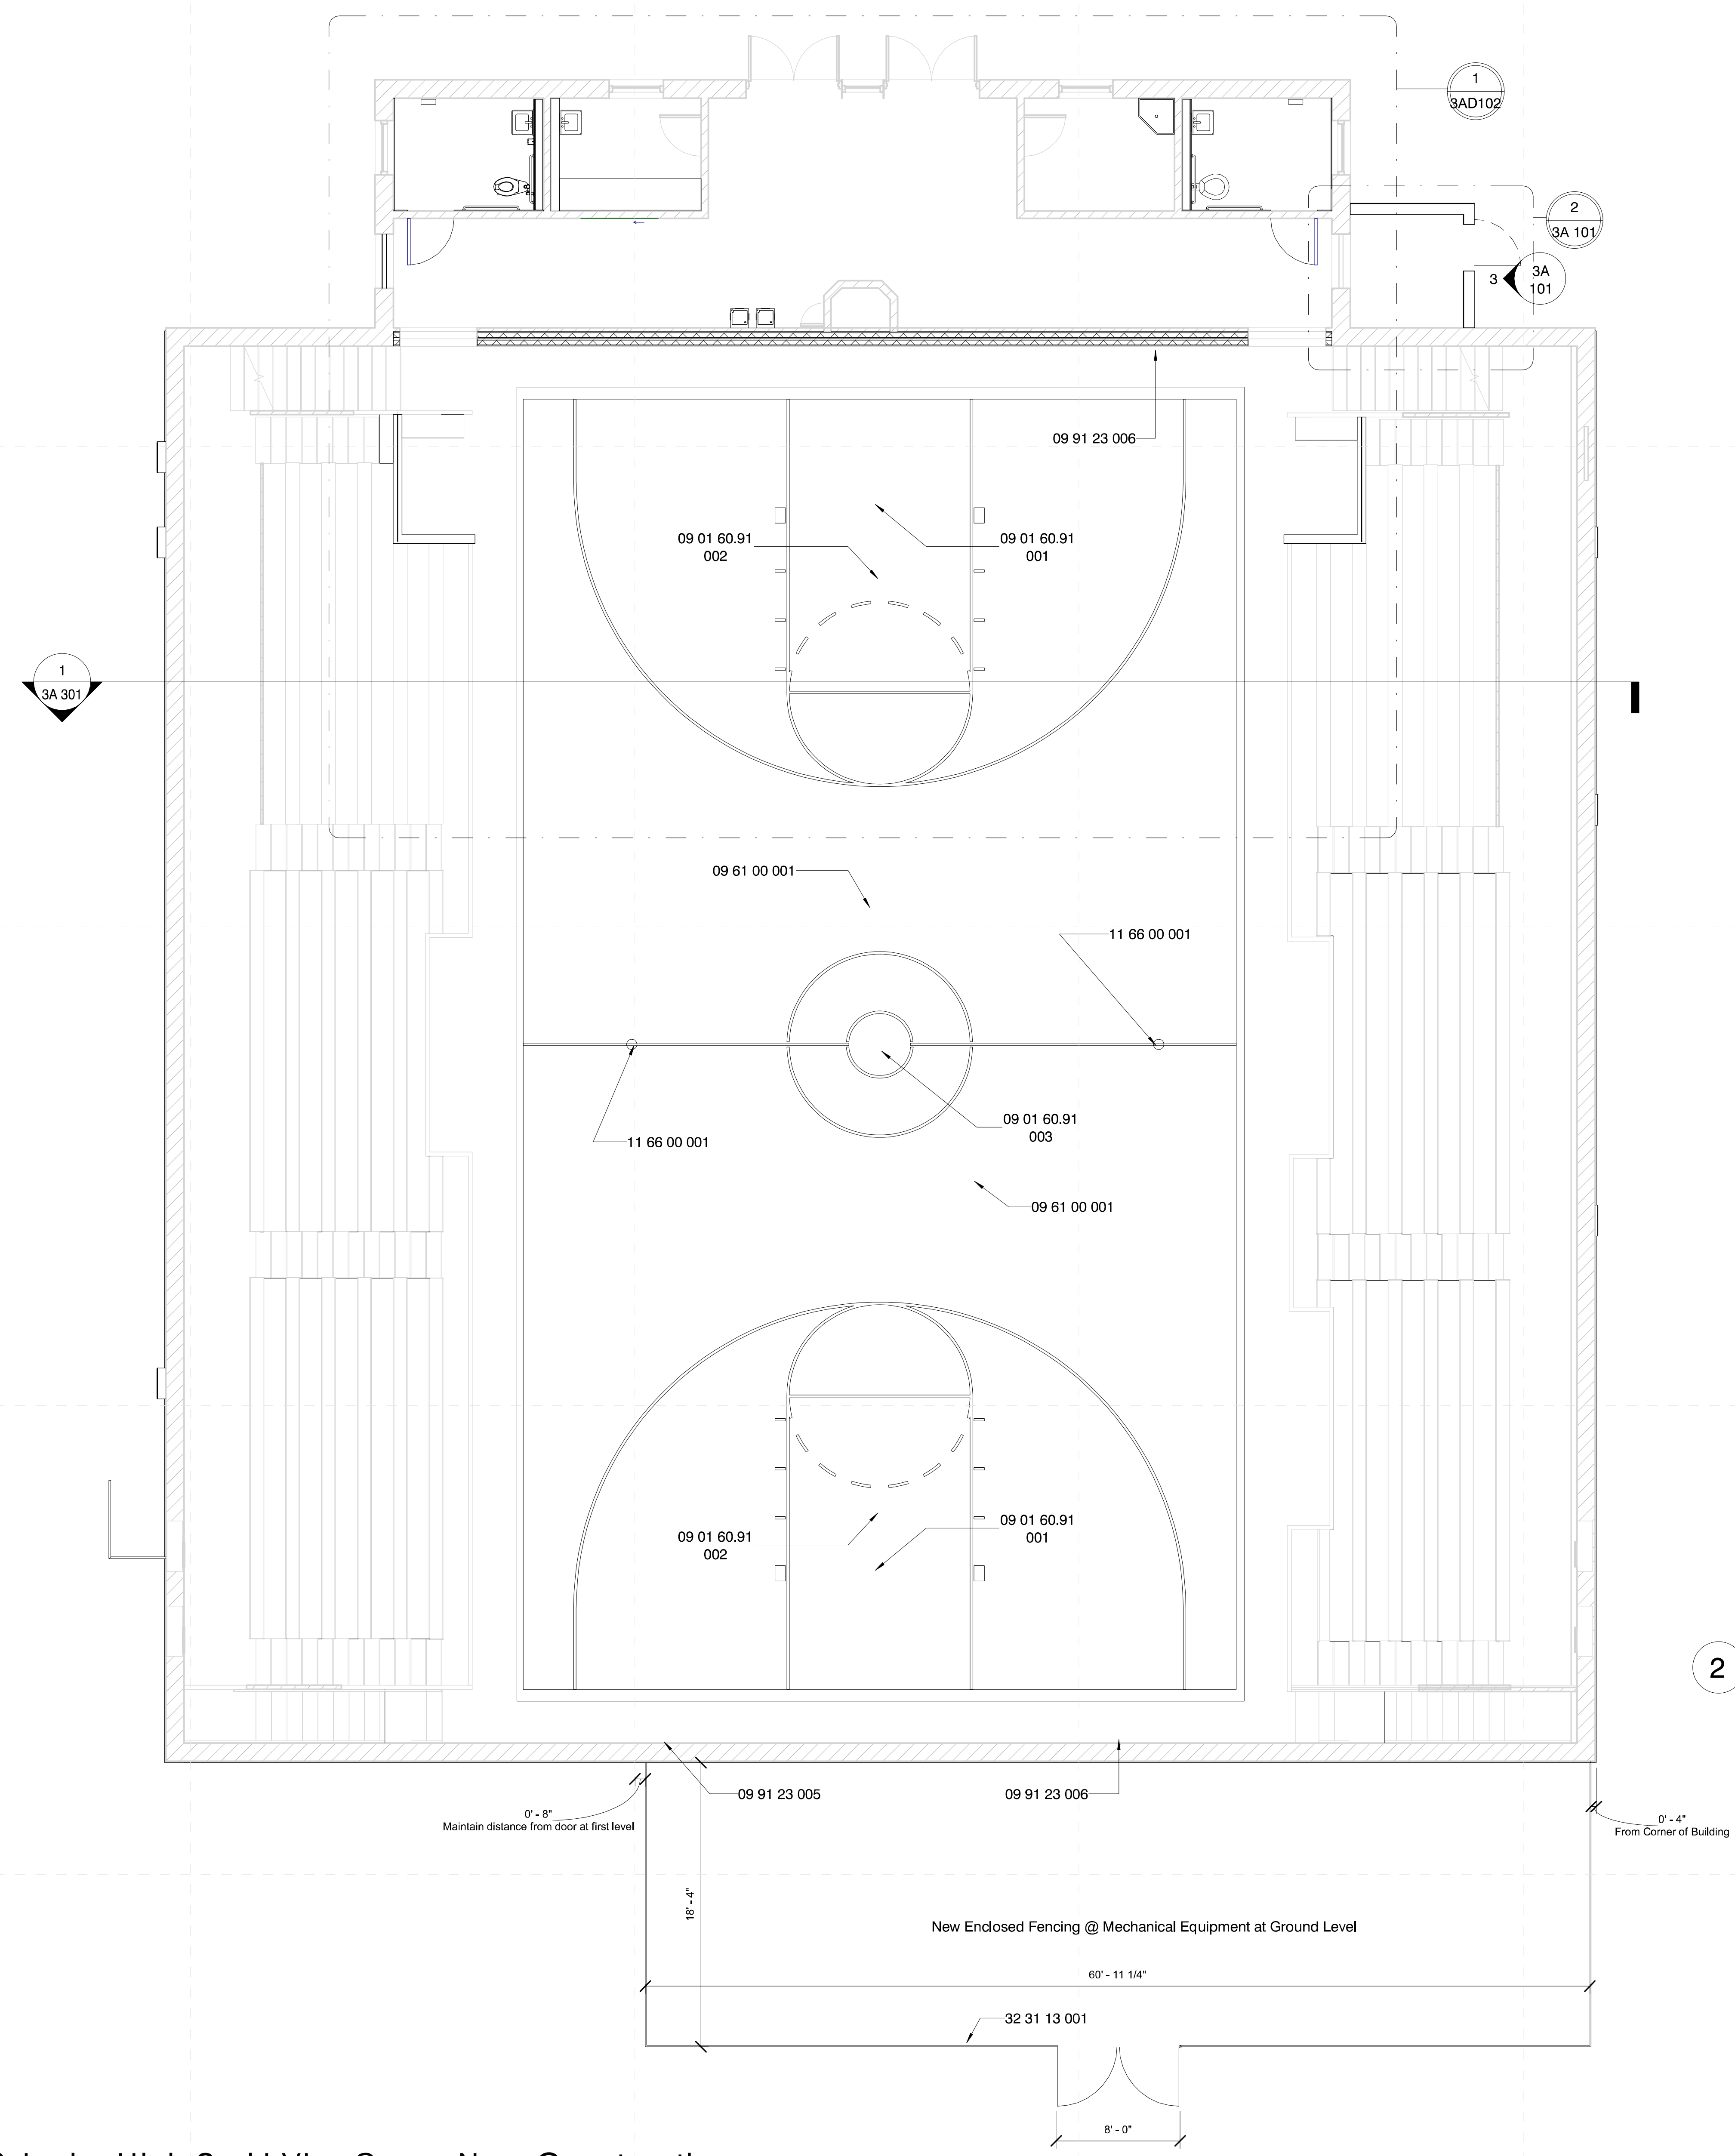 1
3AD102
2
3A 101
3
3A
101
09 91 23 006
09 01 60.91
002
09 01 60.91
001
1
3A 301
09 61 00 001
11 66 00 001
09 01 60.91
003
11 66 00 001
09 61 00 001
09 01 60.91
002
09 01 60.91
001
2
09 91 23 005
09 91 23 006
0' - 8"
Maintain distance from door at first level
0' - 4"
From Corner of Building
18' - 4"
New Enclosed Fencing @ Mechanical Equipment at Ground Level
60' - 11 1/4"
32 31 13 001
8' - 0"